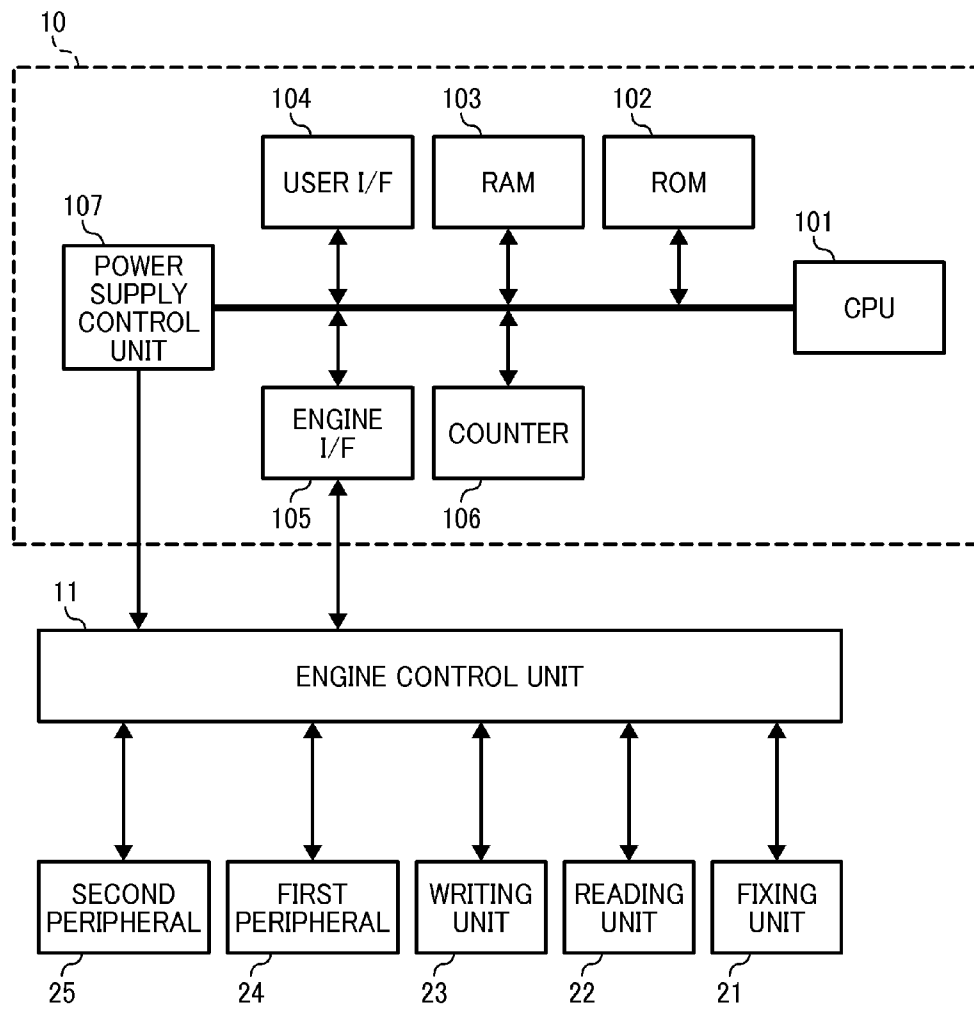 10
104
103
102
USER I/F
RAM
ROM
107
101
POWER
SUPPLY
CONTROL
UNIT
CPU
ENGINE
I/F
COUNTER
105
106
11
ENGINE CONTROL UNIT
SECOND
PERIPHERAL
FIRST
PERIPHERAL
WRITING
UNIT
READING
UNIT
FIXING
UNIT
25
24
23
22
21